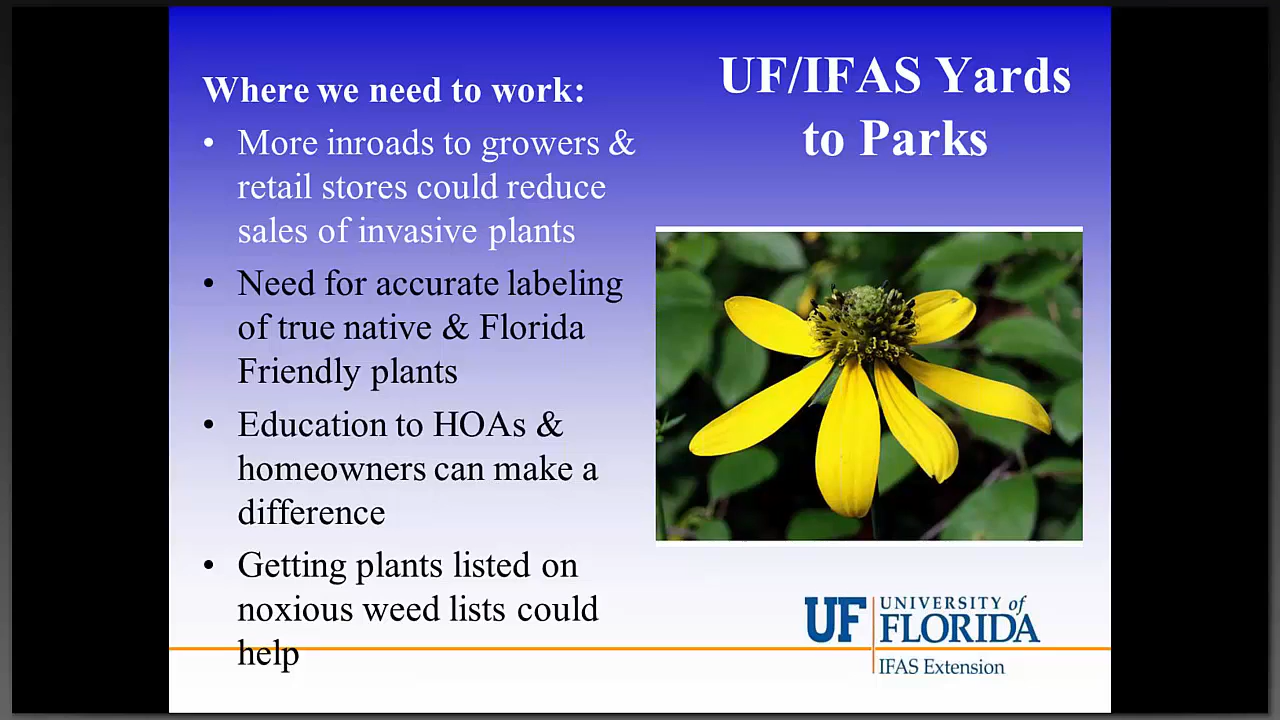 UF/IFAS Yards
to Parks
Where we need to work:
• More inroads to growers &
retail stores could reduce
sales of invasive plants
• Need for accurate labeling
of true native & Florida
Friendly plants
• Education to HOAs &
homeowners can make a
difference
• Getting plants listed on
noxious weed lists could
help
UF UNIVERSITY of
FLORIDA
IFAS Extension